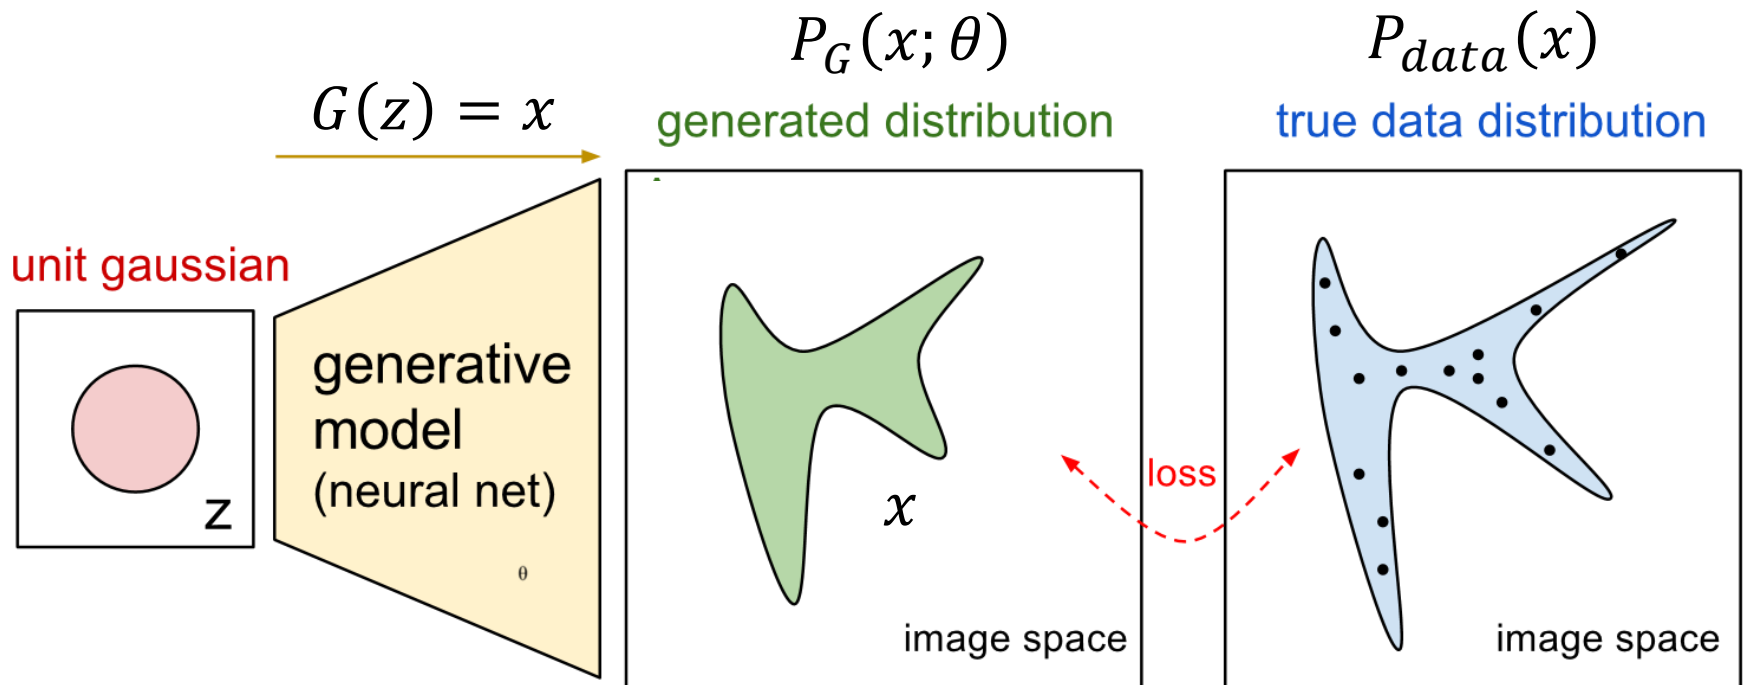 P_G(x; θ)
P_data(x)
G(z) = x
generated distribution
true data distribution
unit gaussian
z
generative
model
(neural net)
θ
x
loss
image space
image space